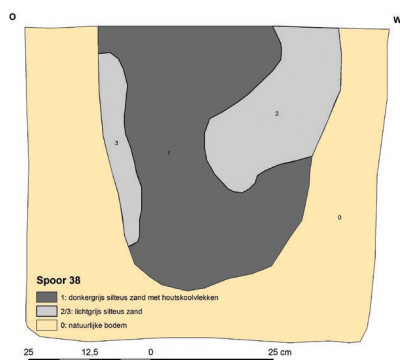 O
W
2
3
1
0
Spoor 38
1: donkergrijs silteus zand met houtskoolvlekken
2/3: lichtgrijs silteus zand
0: natuurlijke bodem
25 12,5 0 25 cm